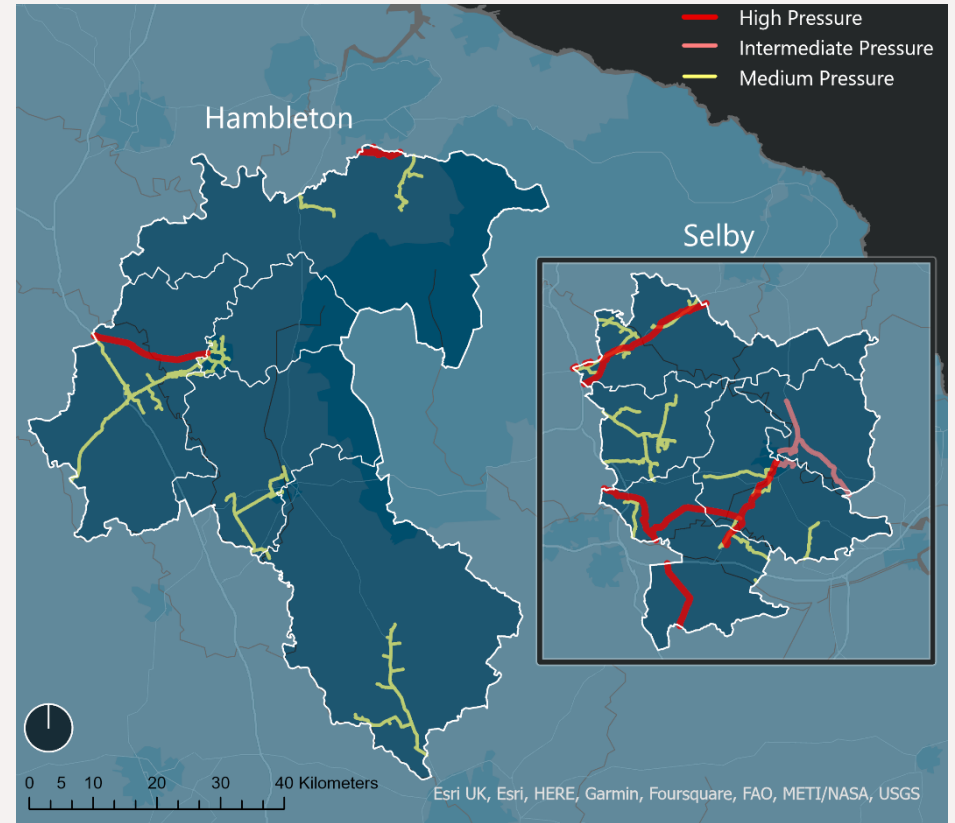 High Pressure
Intermediate Pressure
Medium Pressure
Hambleton
Selby
0 5 10 20 30 40 Kilometers
Esri UK, Esri, HERE, Garmin, Foursquare, FAO, METI/NASA, USGS